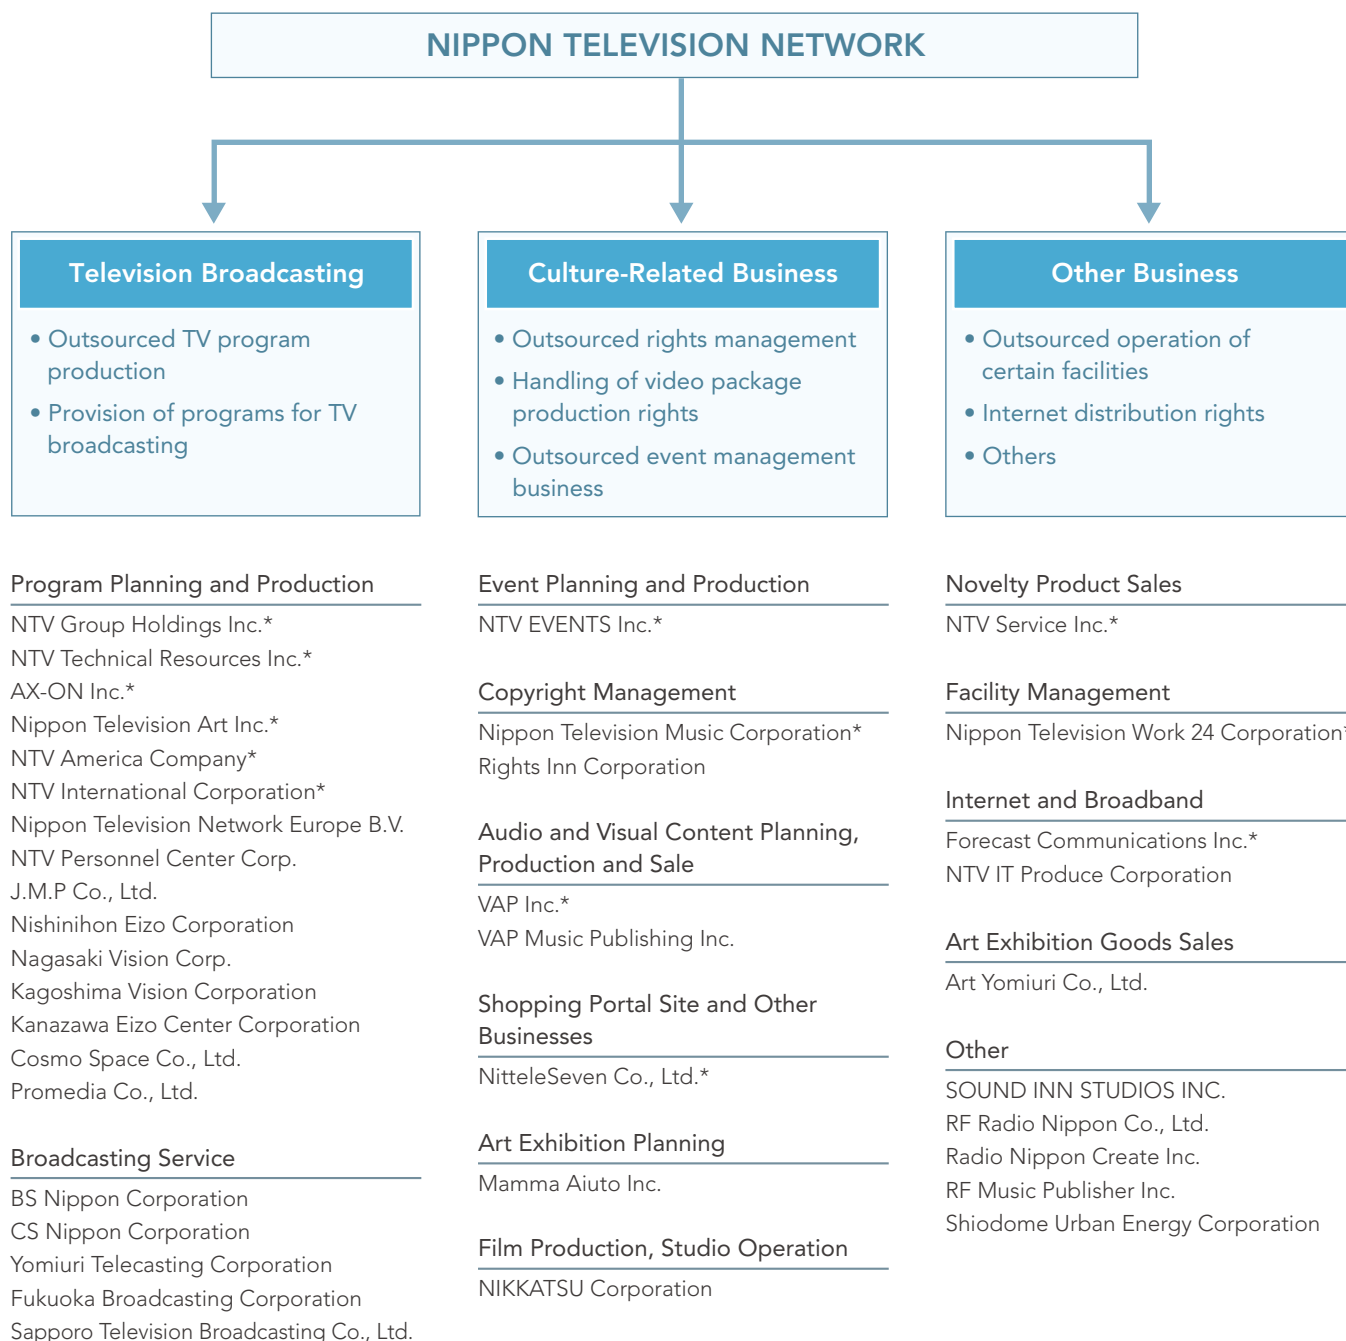 NIPPON TELEVISION NETWORK
Television Broadcasting
• Outsourced TV program
production
• Provision of programs for TV
broadcasting
Culture-Related Business
• Outsourced rights management
• Handling of video package
production rights
• Outsourced event management
business
Other Business
• Outsourced operation of
certain facilities
• Internet distribution rights
• Others
Program Planning and Production
NTV Group Holdings Inc.*
NTV Technical Resources Inc.*
AX-ON Inc.*
Nippon Television Art Inc.*
NTV America Company*
NTV International Corporation*
Nippon Television Network Europe B.V.
NTV Personnel Center Corp.
J.M.P Co., Ltd.
Nishinihon Eizo Corporation
Nagasaki Vision Corp.
Kagoshima Vision Corporation
Kanazawa Eizo Center Corporation
Cosmo Space Co., Ltd.
Promedia Co., Ltd.
Broadcasting Service
BS Nippon Corporation
CS Nippon Corporation
Yomiuri Telecasting Corporation
Fukuoka Broadcasting Corporation
Sapporo Television Broadcasting Co., Ltd.
Event Planning and Production
NTV EVENTS Inc.*
Copyright Management
Nippon Television Music Corporation*
Rights Inn Corporation
Audio and Visual Content Planning,
Production and Sale
VAP Inc.*
VAP Music Publishing Inc.
Shopping Portal Site and Other
Businesses
NitteleSeven Co., Ltd.*
Art Exhibition Planning
Mamma Aiuto Inc.
Film Production, Studio Operation
NIKKATSU Corporation
Novelty Product Sales
NTV Service Inc.*
Facility Management
Nippon Television Work 24 Corporation*
Internet and Broadband
Forecast Communications Inc.*
NTV IT Produce Corporation
Art Exhibition Goods Sales
Art Yomiuri Co., Ltd.
Other
SOUND INN STUDIOS INC.
RF Radio Nippon Co., Ltd.
Radio Nippon Create Inc.
RF Music Publisher Inc.
Shiodome Urban Energy Corporation